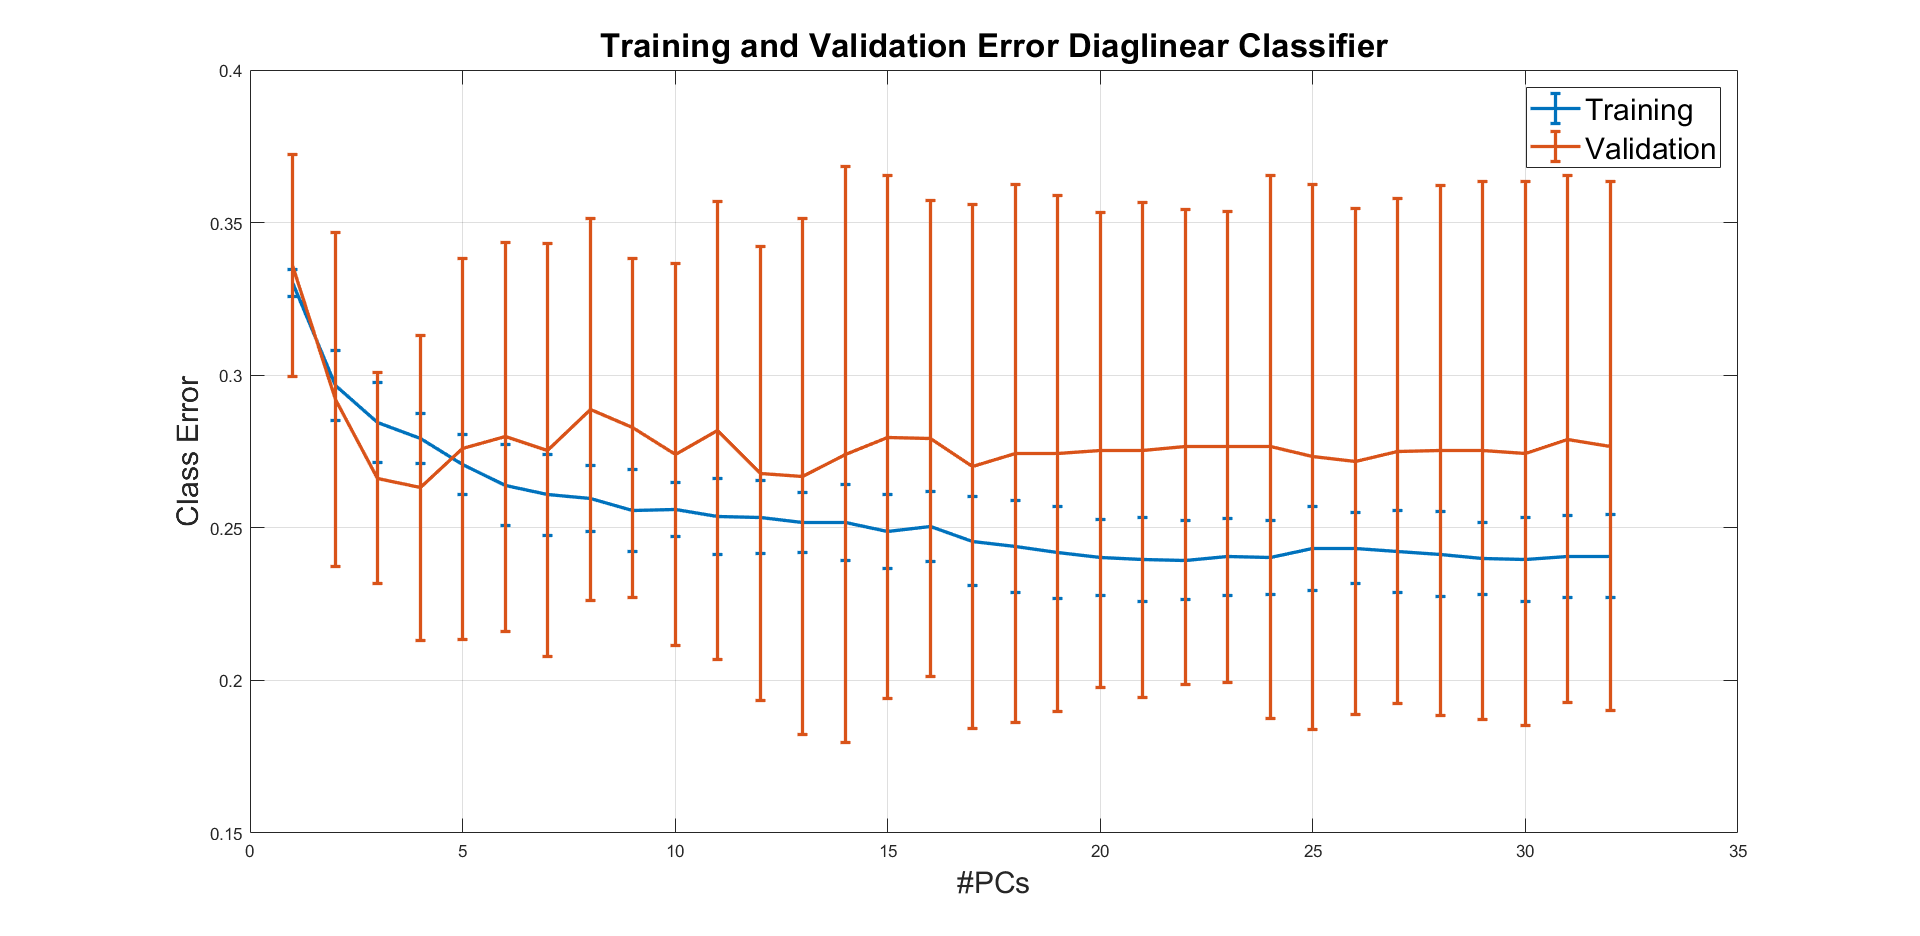 Training and Validation Error Diaglinear Classifier
0.4
0.35
0.3
0.25
0.2
0.15
Class Error
Training
Validation
0 5 10 15 20 25 30 35
#PCs